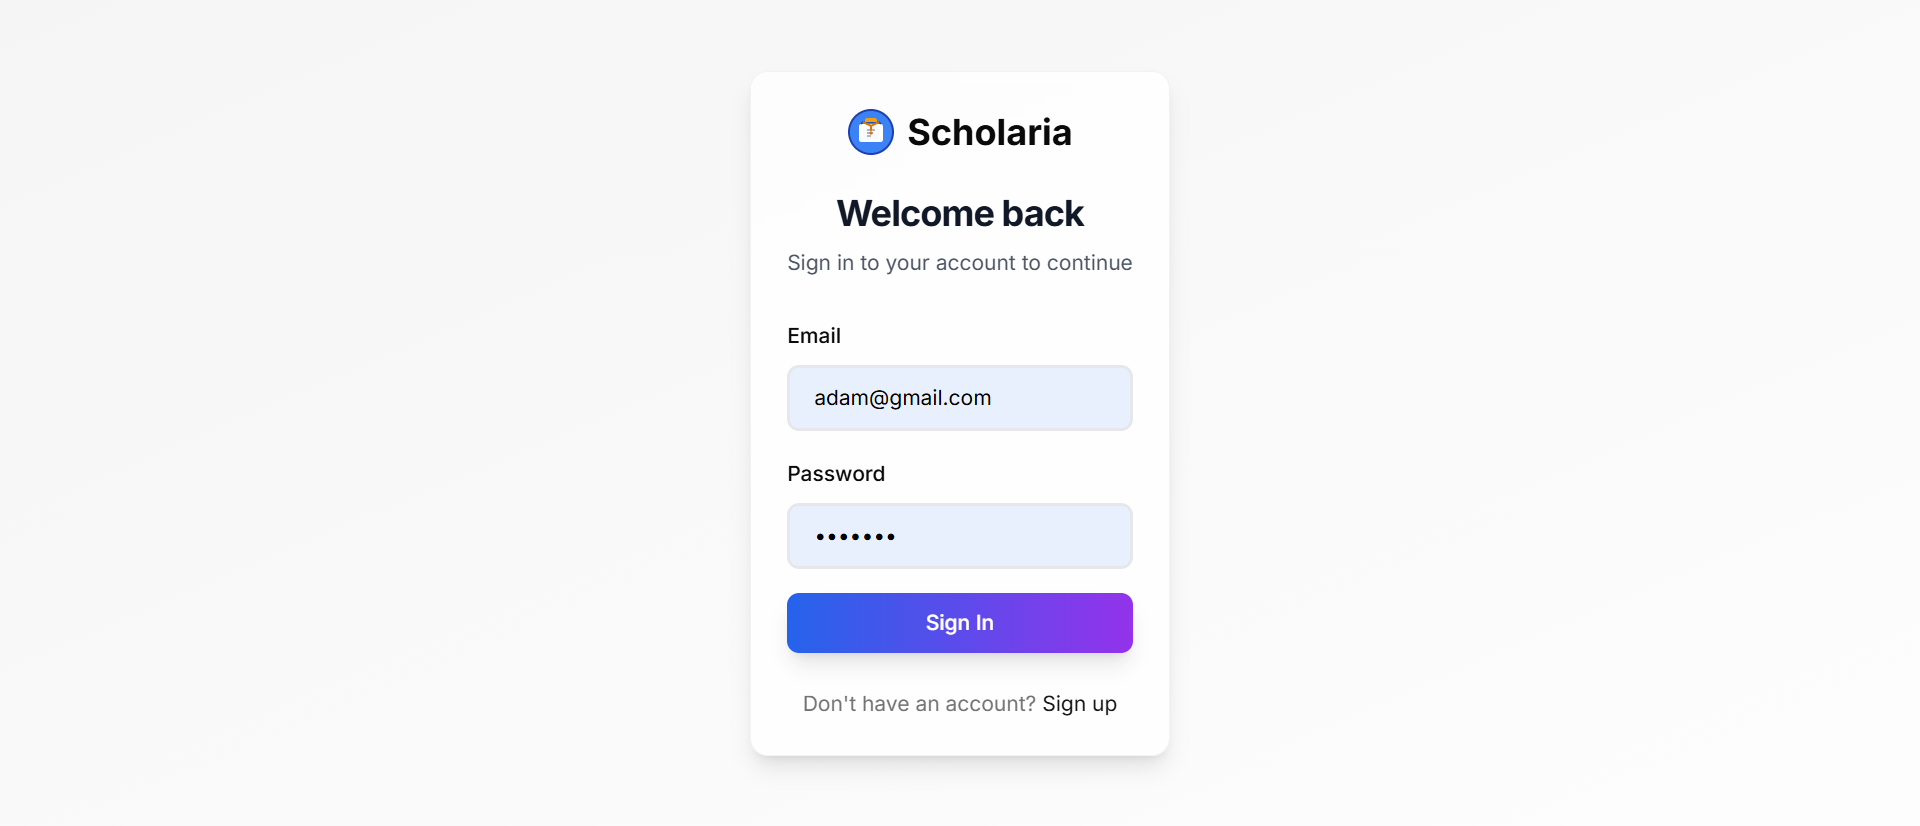 Scholaria
Welcome back
Sign in to your account to continue
Email
adam@gmail.com
Password
•••••••
Sign In
Don't have an account? Sign up